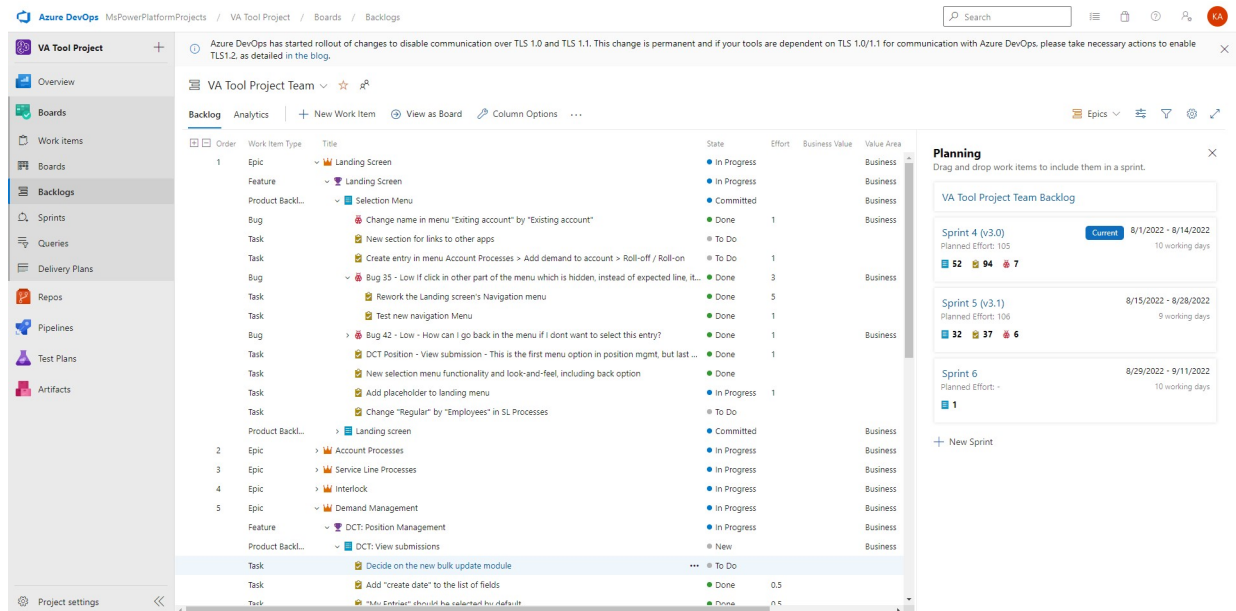 Azure DevOps MsPowerPlatformProjects / VA Tool Project / Boards / Backlogs
Search
KA
VA Tool Project
Azure DevOps has started rollout of changes to disable communication over TLS 1.0 and TLS 1.1. This change is permanent and if your tools are dependent on TLS 1.0/1.1 for communication with Azure DevOps, please take necessary actions to enable
TLS1.2, as detailed in the blog.
Overview
Boards
Work items
Boards
Backlogs
Sprints
Queries
Delivery Plans
Repos
Pipelines
Test Plans
Artifacts
Project settings
VA Tool Project Team
Backlog Analytics + New Work Item View as Board Column Options ...
Epics
Order Work Item Type Title State Effort Business Value Value Area
1 Epic Landing Screen In Progress Business
Feature Landing Screen In Progress Business
Product Backl... Selection Menu Committed Business
Bug Change name in menu "Exiting account" by "Existing account" Done 1 Business
Task New section for links to other apps To Do
Task Create entry in menu Account Processes > Add demand to account > Roll-off / Roll-on To Do 1
Bug Bug 35 - Low If click in other part of the menu which is hidden, instead of expected line, it... Done 3 Business
Task Rework the Landing screen's Navigation menu Done 5
Task Test new navigation Menu Done 1
Bug Bug 42 - Low - How can I go back in the menu if I dont want to select this entry? Done 1 Business
Task DCT Position - View submission - This is the first menu option in position mgmt, but last ... Done 1
Task New selection menu functionality and look-and-feel, including back option Done
Task Add placeholder to landing menu In Progress 1
Task Change "Regular" by "Employees" in SL Processes To Do
Product Backl... Landing screen Committed Business
2 Epic Account Processes In Progress Business
3 Epic Service Line Processes In Progress Business
4 Epic Interlock In Progress Business
5 Epic Demand Management In Progress Business
Feature DCT: Position Management In Progress Business
Product Backl... DCT: View submissions New Business
Task Decide on the new bulk update module ... To Do
Task Add "create date" to the list of fields Done 0.5
Task "My Entries" should be selected by default Done 0.5
Planning
Drag and drop work items to include them in a sprint.
VA Tool Project Team Backlog
Sprint 4 (v3.0) Current 8/1/2022 - 8/14/2022
Planned Effort: 105 10 working days
52 94 7
Sprint 5 (v3.1) 8/15/2022 - 8/28/2022
Planned Effort: 106 9 working days
32 37 6
Sprint 6 8/29/2022 - 9/11/2022
Planned Effort: - 10 working days
1
+ New Sprint